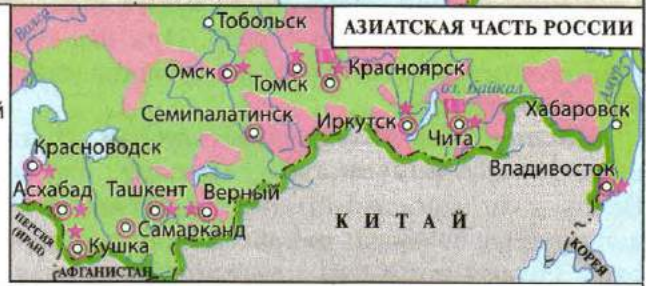 АЗИАТСКАЯ ЧАСТЬ РОССИИ
Волга
Тобольск
Омск
Томск
Красноярск
оз. Байкал
Семипалатинск
Иркутск
Чита
Хабаровск
Красноводск
Владивосток
Асхабад
Ташкент
Верный
Самарканд
КИТАЙ
ПЕРСИЯ
(ИРАН)
Кушка
АФГАНИСТАН
КОРЕЯ